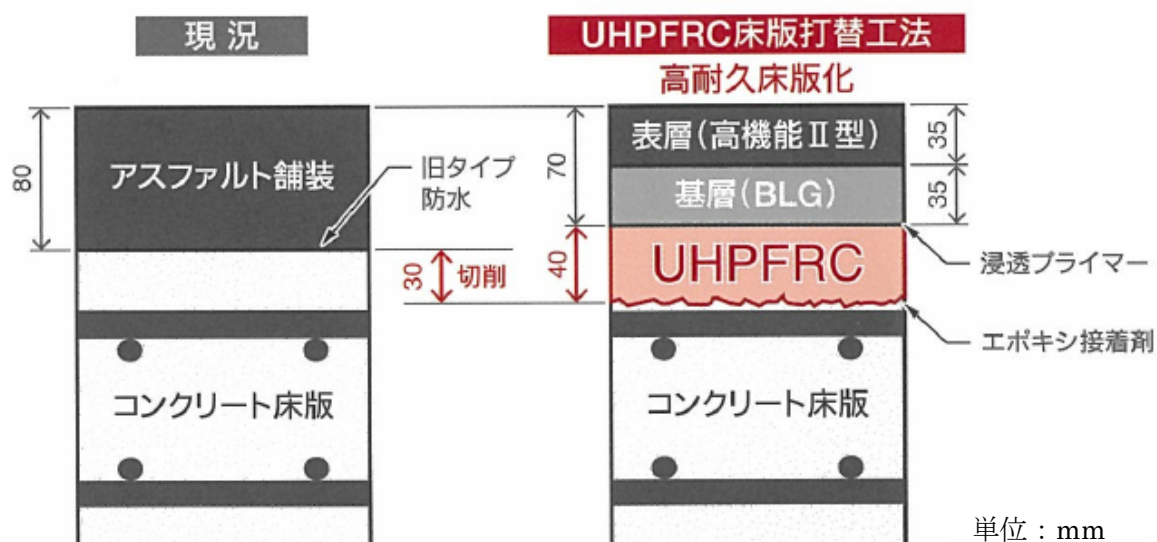 現況
UHPFRC床版打替工法
高耐久床版化
80
アスファルト舗装
旧タイプ
防水
30
切削
70
40
表層(高機能Ⅱ型)
35
基層(BLG)
35
UHPFRC
浸透プライマー
エポキシ接着剤
コンクリート床版
コンクリート床版
単位：mm